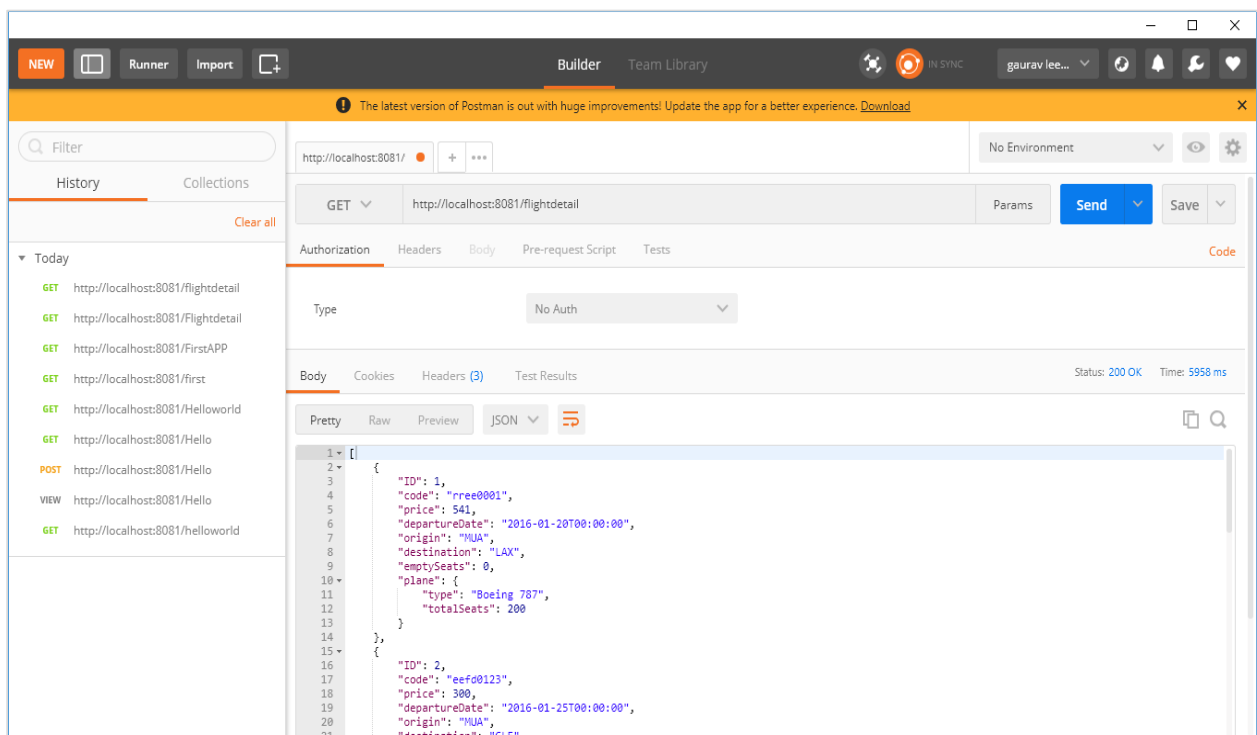 NEW Runner Import Builder Team Library IN SYNC gaurav lee...
The latest version of Postman is out with huge improvements! Update the app for a better experience. Download
Filter
History Collections
Clear all
Today
GET http://localhost:8081/flightdetail
GET http://localhost:8081/Flightdetail
GET http://localhost:8081/FirstAPP
GET http://localhost:8081/first
GET http://localhost:8081/Helloworld
GET http://localhost:8081/Hello
POST http://localhost:8081/Hello
VIEW http://localhost:8081/Hello
GET http://localhost:8081/helloworld
http://localhost:8081/ + ••• No Environment
GET http://localhost:8081/flightdetail Params Send Save
Authorization Headers Body Pre-request Script Tests Code
Type No Auth
Body Cookies Headers (3) Test Results Status: 200 OK Time: 5958 ms
Pretty Raw Preview JSON
1 [
2 {
3 "ID": 1,
4 "code": "rree0001",
5 "price": 541,
6 "departureDate": "2016-01-20T00:00:00",
7 "origin": "MUA",
8 "destination": "LAX",
9 "emptySeats": 0,
10 "plane": {
11 "type": "Boeing 787",
12 "totalSeats": 200
13 }
14 },
15 {
16 "ID": 2,
17 "code": "eefd0123",
18 "price": 300,
19 "departureDate": "2016-01-25T00:00:00",
20 "origin": "MUA",
21 "destination": "CLE",